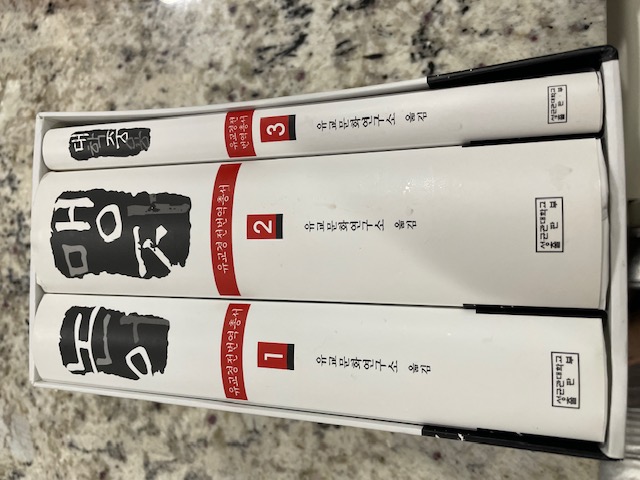 대학·중용
유교경전
번역총서
3
유교문화연구소 옮김
성균관대학교
출판부
맹자
유교경전번역총서
2
유교문화연구소 옮김
성균관대학교
출판부
논어
유교경전번역총서
1
유교문화연구소 옮김
성균관대학교
출판부